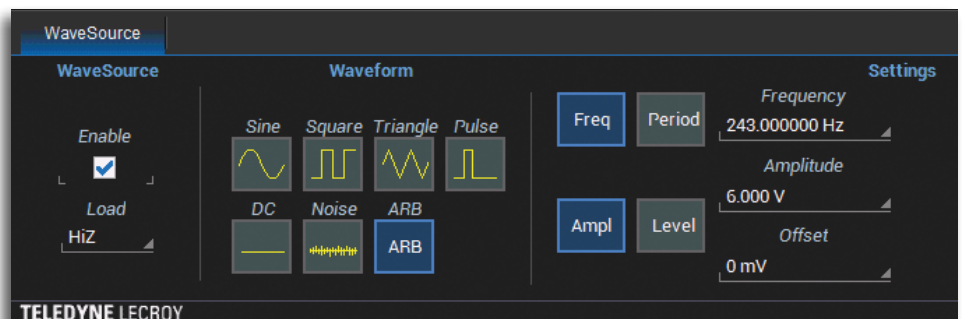 WaveSource
WaveSource
Waveform
Settings
Enable
Load
HiZ
Sine Square Triangle Pulse
DC Noise ARB
ARB
Freq Period
Frequency
243.000000 Hz
Amplitude
6.000 V
Ampl Level
Offset
0 mV
TELEDYNE LECROY